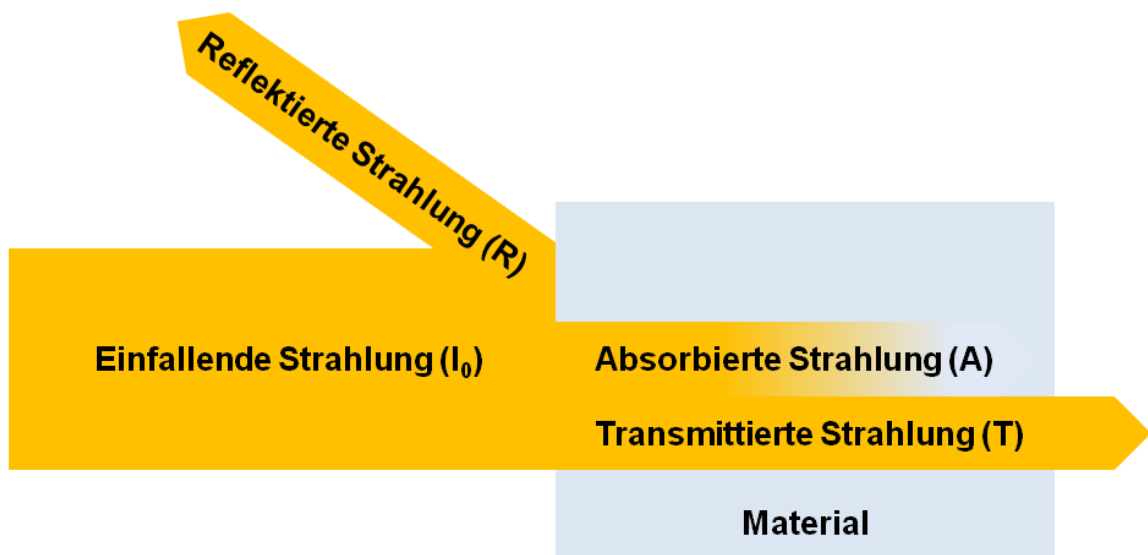 Reflektierte Strahlung (R)
Einfallende Strahlung (I₀)
Absorbierte Strahlung (A)
Transmittierte Strahlung (T)
Material